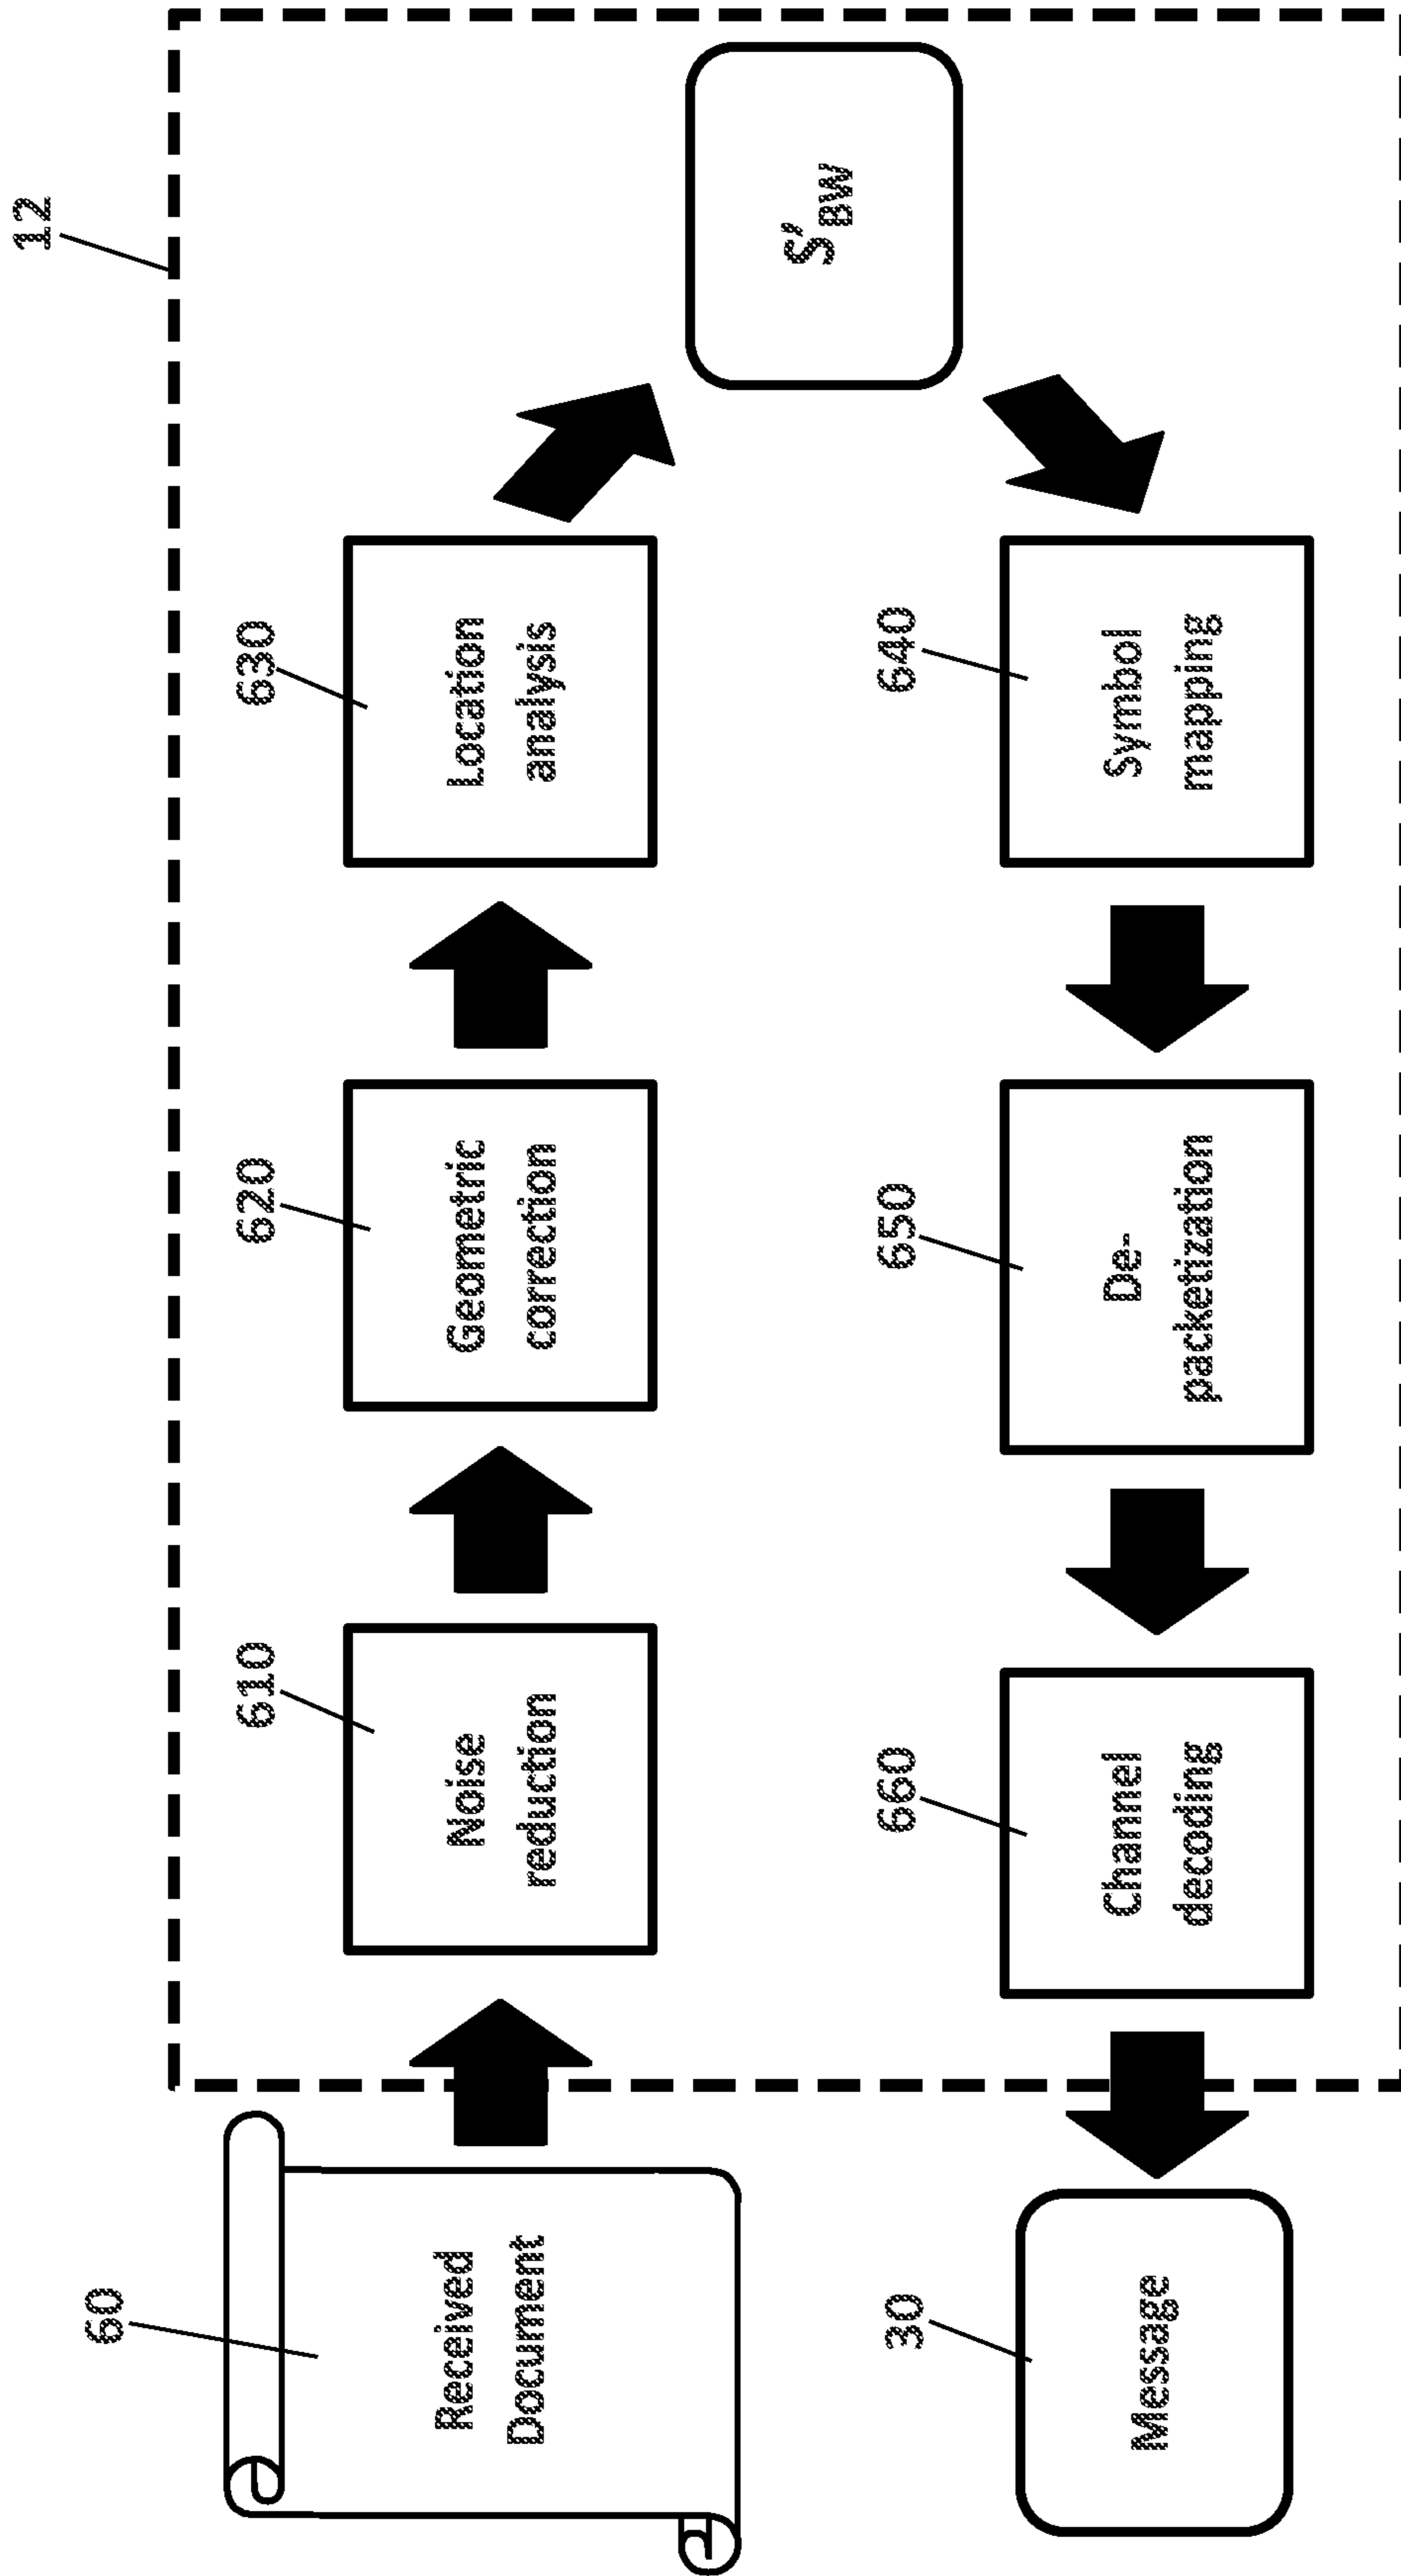 12
60
Received
Document
610
Noise
reduction
620
Geometric
correction
630
Location
analysis
S'BW
640
Symbol
mapping
650
De-
packetization
660
Channel
decoding
30
Message